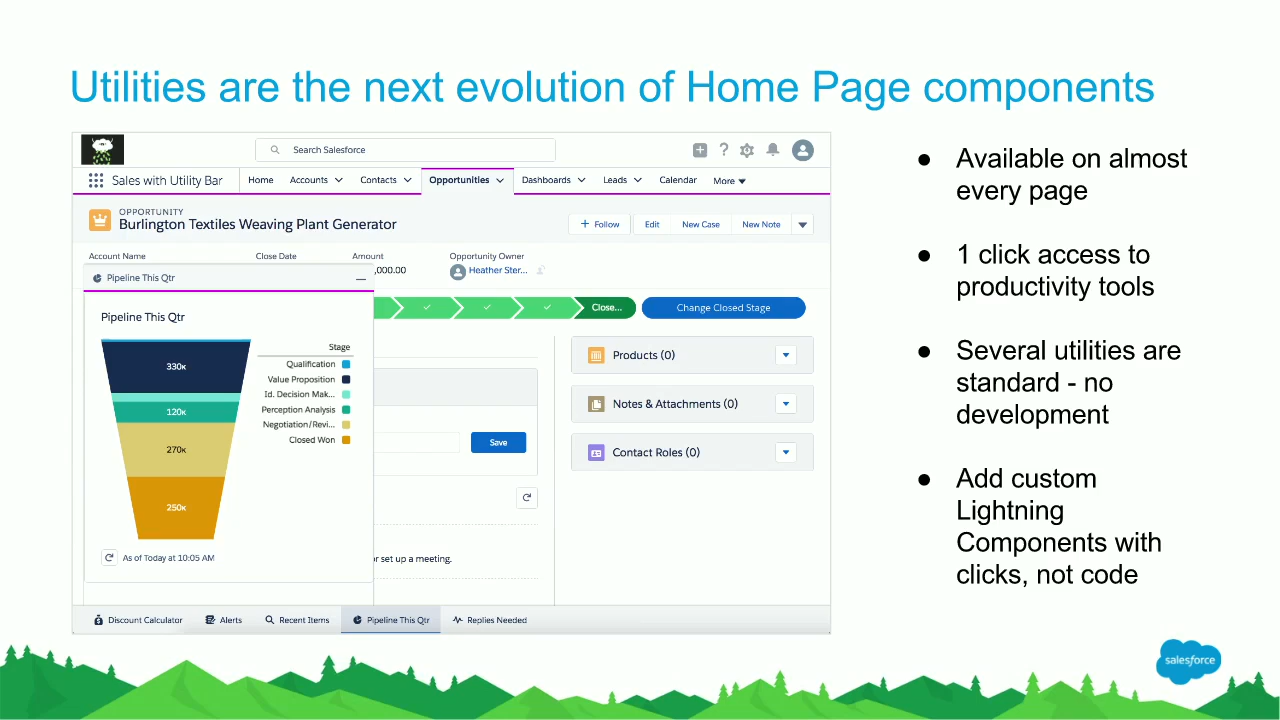 Utilities are the next evolution of Home Page components
Search Salesforce
Sales with Utility Bar
Home
Accounts
Contacts
Opportunities
Dashboards
Leads
Calendar
More
OPPORTUNITY
Burlington Textiles Weaving Plant Generator
+ Follow
Edit
New Case
New Note
Account Name
Close Date
Amount
Opportunity Owner
,000.00
Heather Ster...
Pipeline This Qtr
Close...
Change Closed Stage
Pipeline This Qtr
Stage
Qualification
Value Proposition
Id. Decision Mak...
Perception Analysis
Negotiation/Revi...
Closed Won
330K
120K
270K
250K
As of Today at 10:05 AM
Save
or set up a meeting.
Products (0)
Notes & Attachments (0)
Contact Roles (0)
Discount Calculator
Alerts
Recent Items
Pipeline This Qtr
Replies Needed
● Available on almost
every page
● 1 click access to
productivity tools
● Several utilities are
standard - no
development
● Add custom
Lightning
Components with
clicks, not code
salesforce